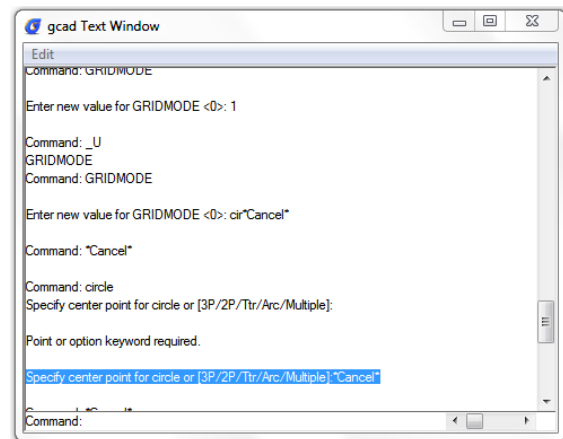 gcad Text Window
Edit
Command: GRIDMODE
Enter new value for GRIDMODE <0>: 1
Command: _U
GRIDMODE
Command: GRIDMODE
Enter new value for GRIDMODE <0>: cir*Cancel*
Command: *Cancel*
Command: circle
Specify center point for circle or [3P/2P/Ttr/Arc/Multiple]:
Point or option keyword required.
Specify center point for circle or [3P/2P/Ttr/Arc/Multiple]:*Cancel*
Command: *Cancel*
Command: